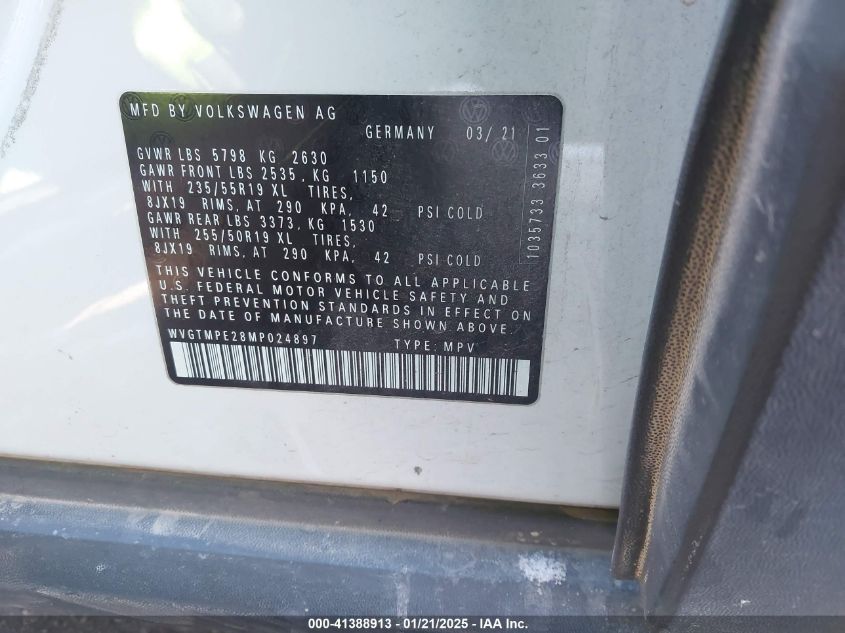 MFD BY VOLKSWAGEN AG
GERMANY 03/ 21
GVWR LBS 5798 KG 2630
GAWR FRONT LBS 2535, KG 1150
WITH 235/55R19 XL TIRES,
8JX19 RIMS, AT 290 KPA, 42 PSI COLD
GAWR REAR LBS 3373, KG 1530
WITH 255/50R19 XL TIRES,
8JX19 RIMS, AT 290 KPA, 42 PSI COLD
THIS VEHICLE CONFORMS TO ALL APPLICABLE
U.S. FEDERAL MOTOR VEHICLE SAFETY AND
THEFT PREVENTION STANDARDS IN EFFECT ON
THE DATE OF MANUFACTURE SHOWN ABOVE
WVGTMPE28MP024897 TYPE: MPV
1035733 3633 01
000-41388913 - 01/21/2025 - IAAI.com